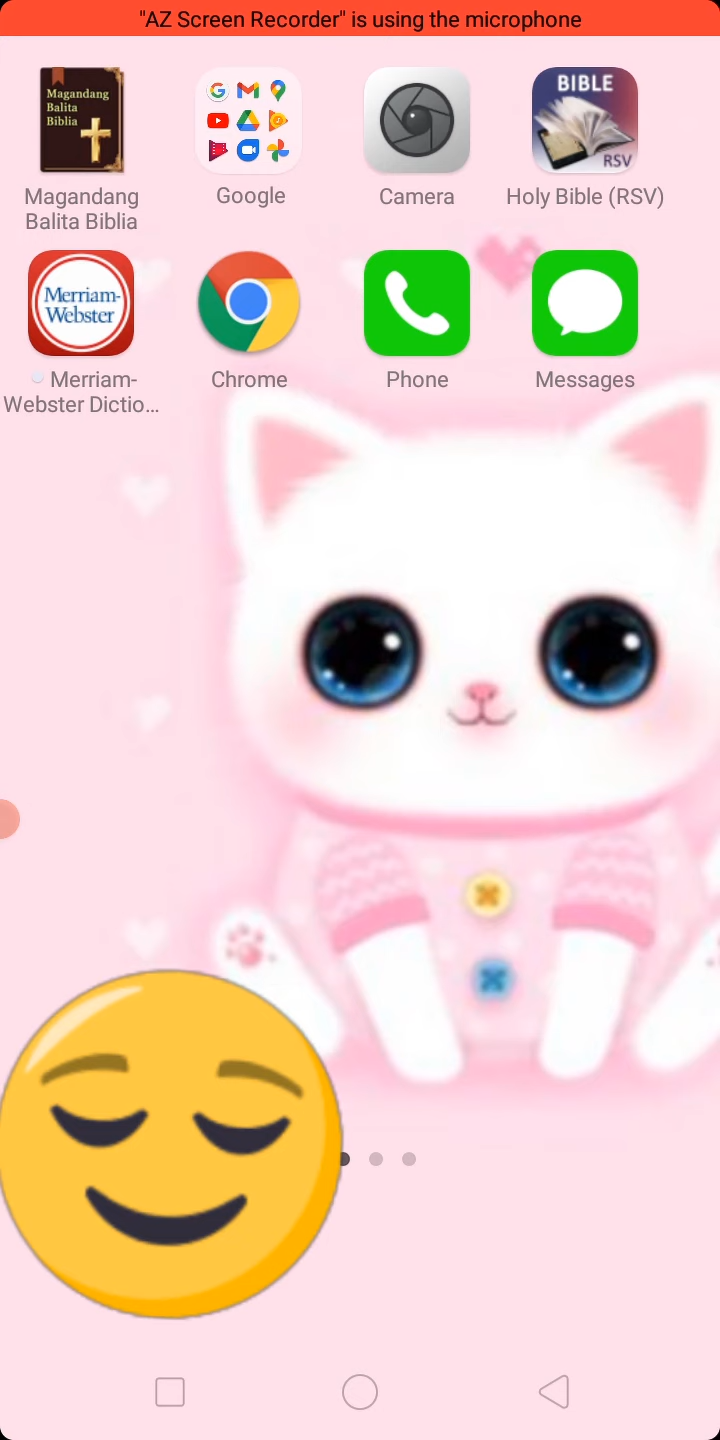 "AZ Screen Recorder" is using the microphone
Magandang
Balita
Biblia
BIBLE
RSV
Magandang
Balita Biblia
Google
Camera
Holy Bible (RSV)
Merriam-
Webster
Merriam-
Webster Dictio...
Chrome
Phone
Messages